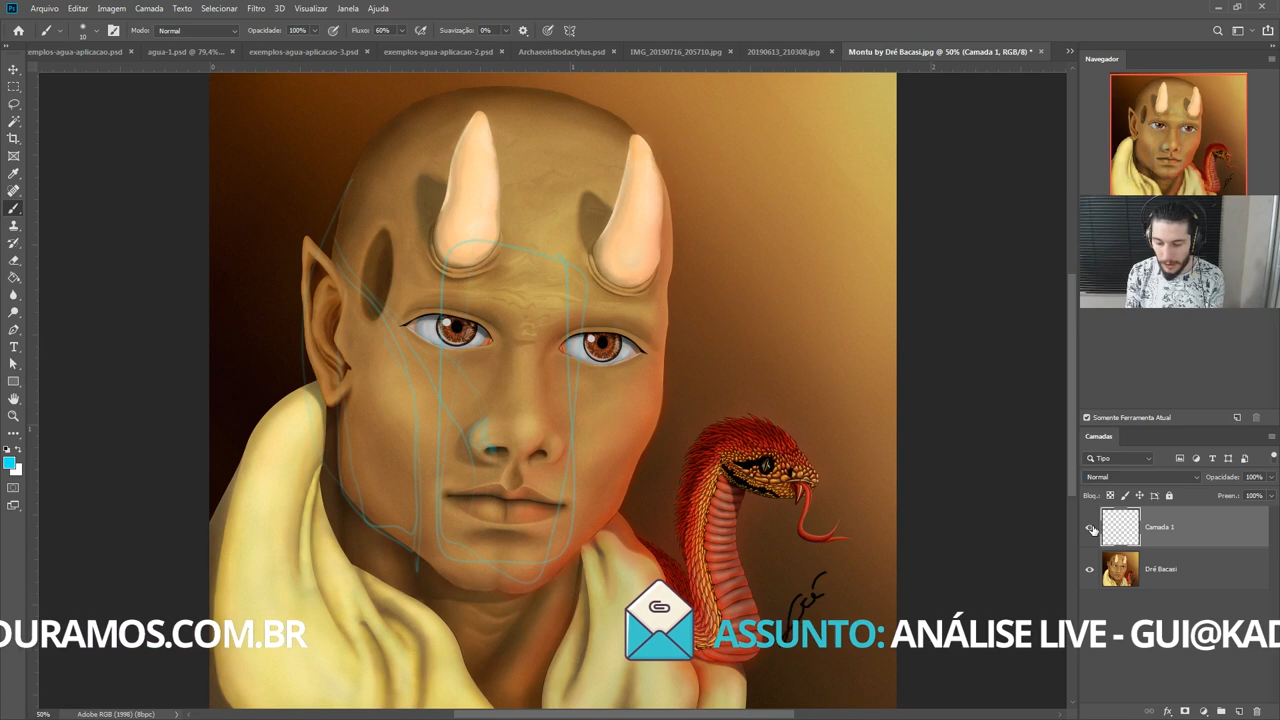 Arquivo Editar Imagem Camada Texto Selecionar Filtro 3D Visualizar Janela Ajuda
10 Modo: Normal Opacidade: 100% Fluxo: 60% Suavização: 0%
emplos-agua-aplicacao.psd × agua-1.psd @ 79,4%... × exemplos-agua-aplicacao-3.psd × exemplos-agua-aplicacao-2.psd × Archaeoistiodactylus.psd × IMG_20190716_205710.jpg × 20190613_210308.jpg × Montu by Dré Bacasi.jpg @ 50% (Camada 1, RGB/8) * ×
Navegador
0 1 2
Somente Ferramenta Atual
Camadas
Tipo
Normal Opacidade: 100%
Bloq.: Preen.: 100%
Camada 1
Dré Bacasi
DURAMOS.COM.BR ASSUNTO: ANÁLISE LIVE - GUI@KAD
50% Adobe RGB (1998) (8bpc)